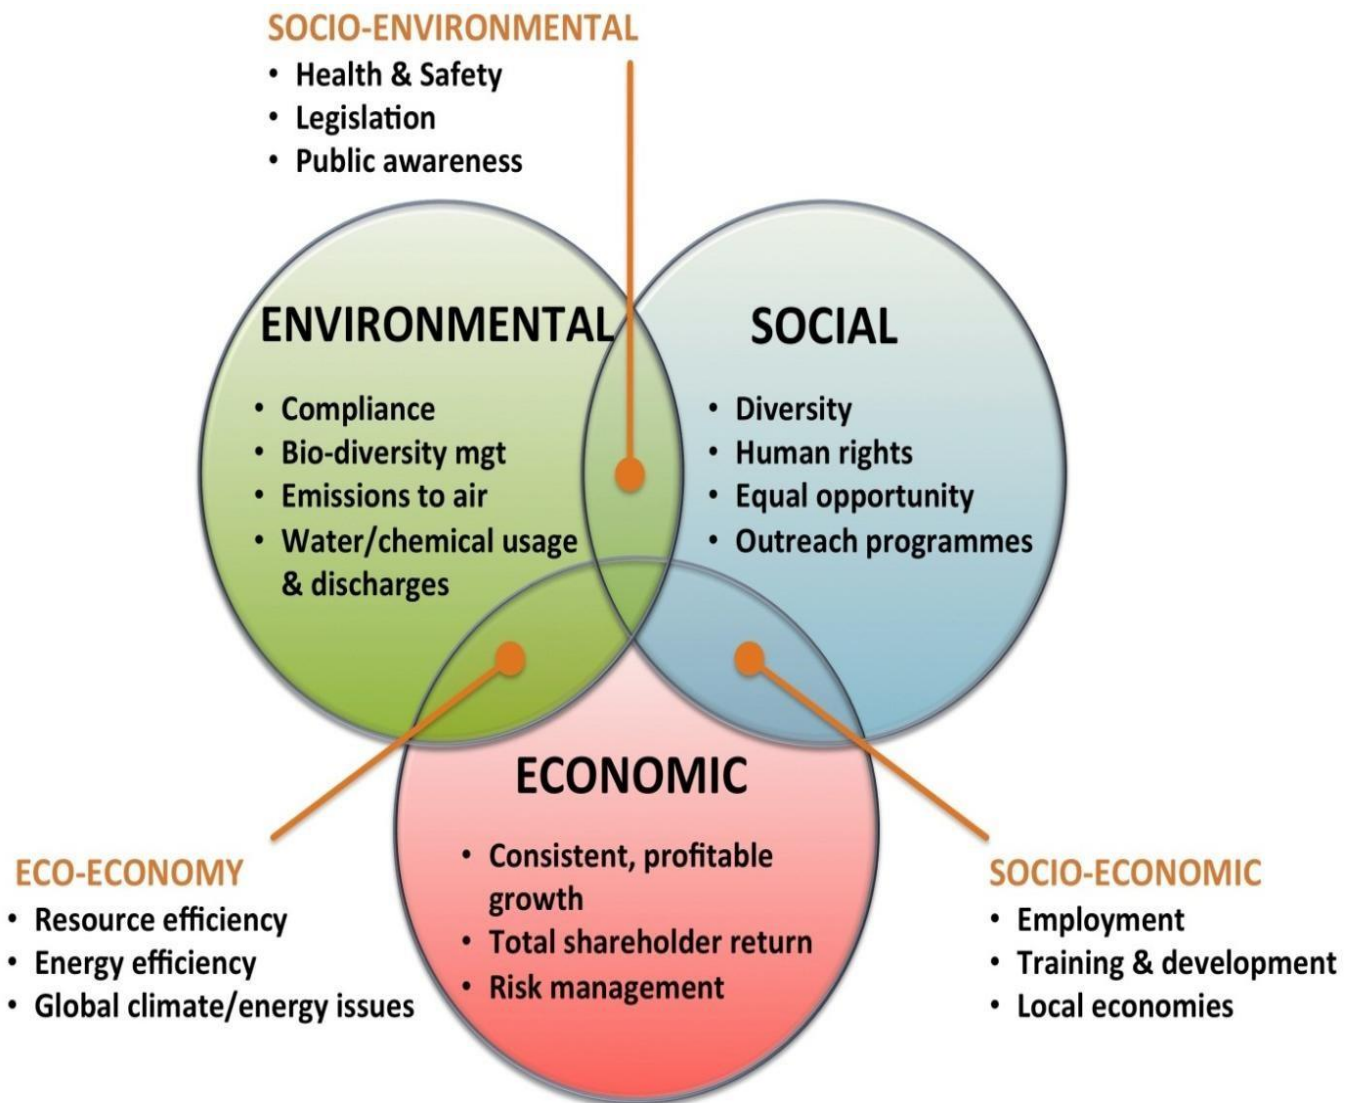 SOCIO-ENVIRONMENTAL
• Health & Safety
• Legislation
• Public awareness
ENVIRONMENTAL
• Compliance
• Bio-diversity mgt
• Emissions to air
• Water/chemical usage
& discharges
SOCIAL
• Diversity
• Human rights
• Equal opportunity
• Outreach programmes
ECONOMIC
• Consistent, profitable
growth
• Total shareholder return
• Risk management
ECO-ECONOMY
• Resource efficiency
• Energy efficiency
• Global climate/energy issues
SOCIO-ECONOMIC
• Employment
• Training & development
• Local economies